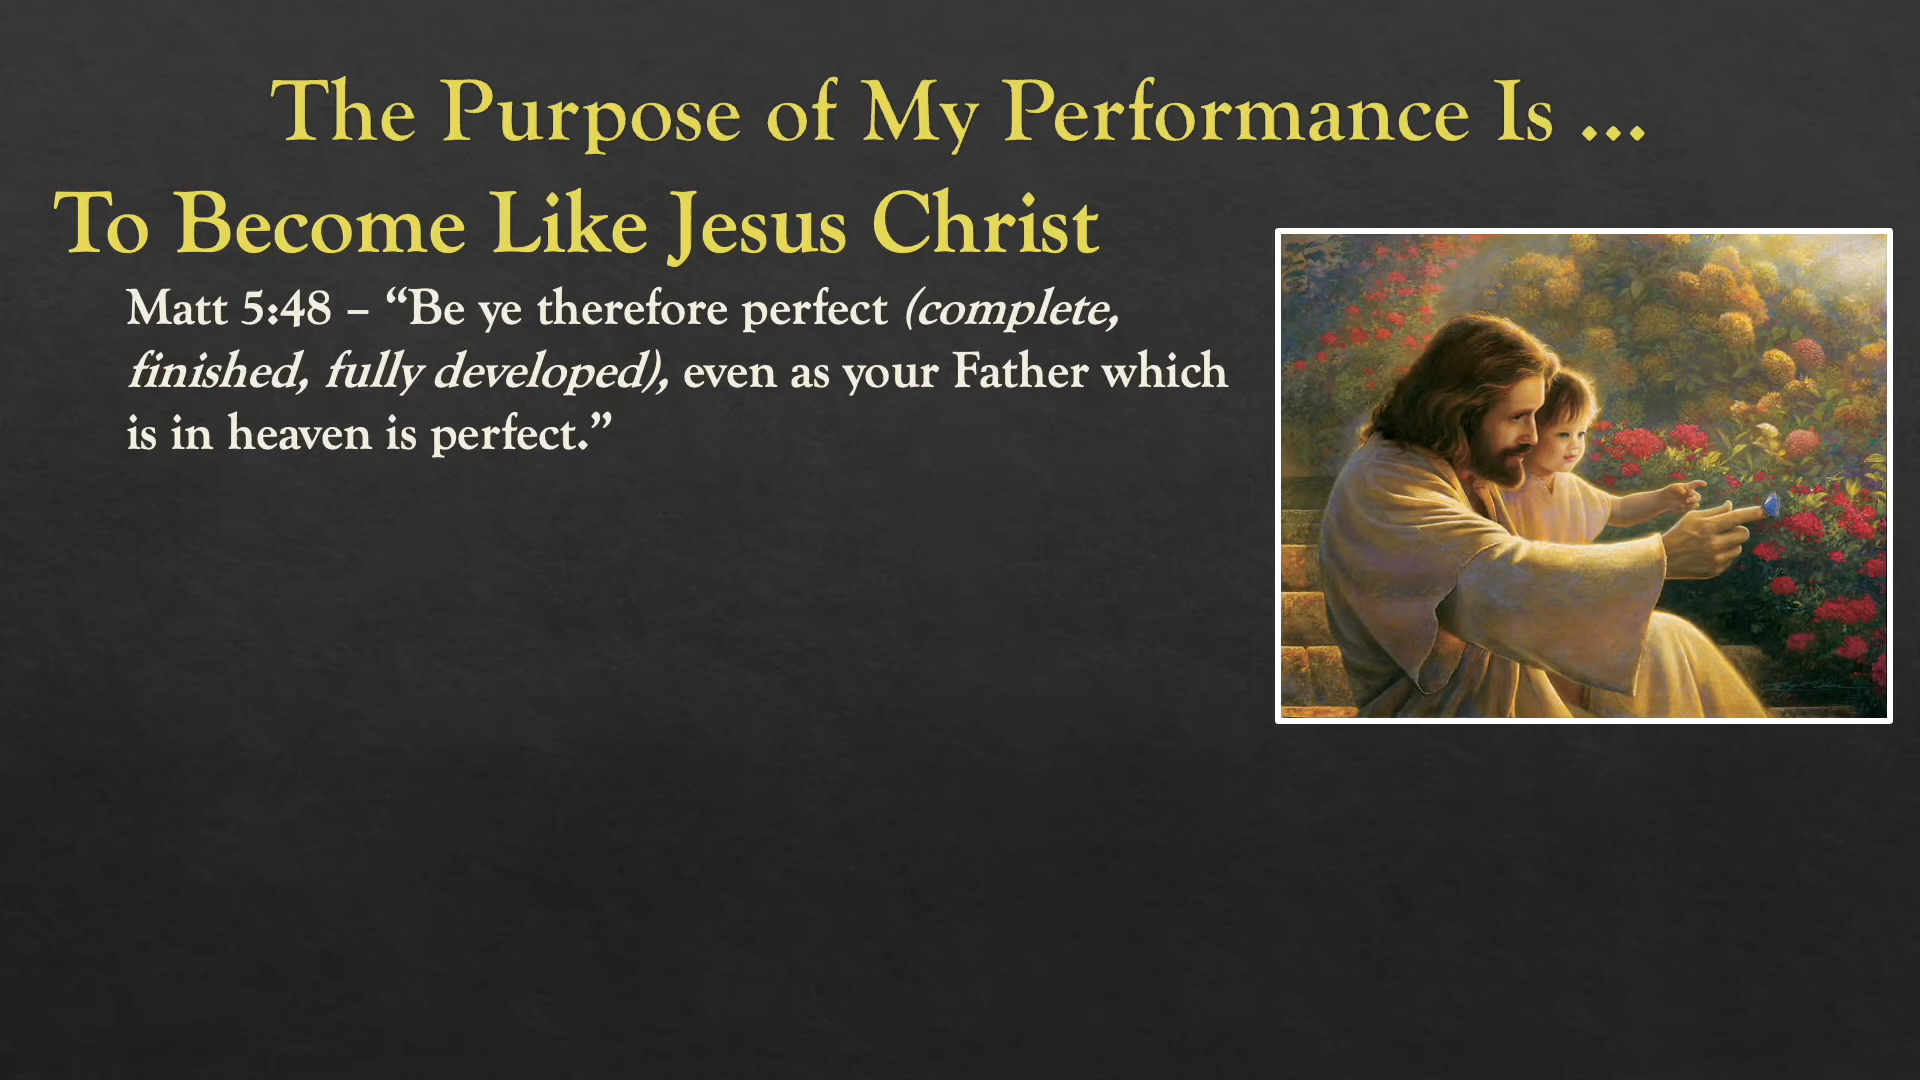 The Purpose of My Performance Is ...
To Become Like Jesus Christ
Matt 5:48 – “Be ye therefore perfect (complete,
finished, fully developed), even as your Father which
is in heaven is perfect.”